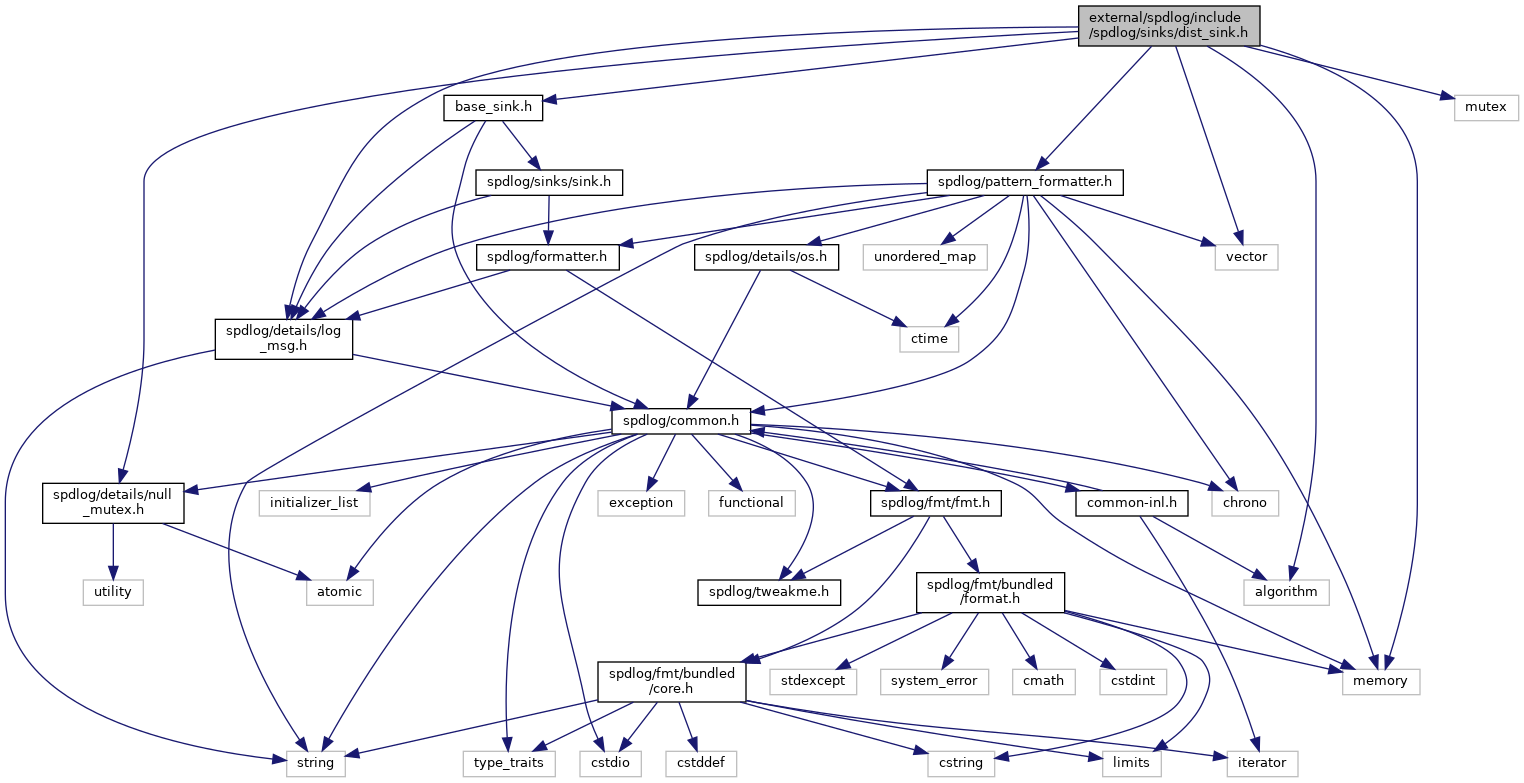 external/spdlog/include
/spdlog/sinks/dist_sink.h
base_sink.h
mutex
spdlog/sinks/sink.h
spdlog/pattern_formatter.h
spdlog/formatter.h
spdlog/details/os.h
unordered_map
vector
spdlog/details/log
_msg.h
ctime
spdlog/common.h
spdlog/details/null
_mutex.h
initializer_list
exception
functional
spdlog/fmt/fmt.h
common-inl.h
chrono
utility
atomic
spdlog/tweakme.h
spdlog/fmt/bundled
/format.h
algorithm
spdlog/fmt/bundled
/core.h
stdexcept
system_error
cmath
cstdint
memory
string
type_traits
cstdio
cstddef
cstring
limits
iterator